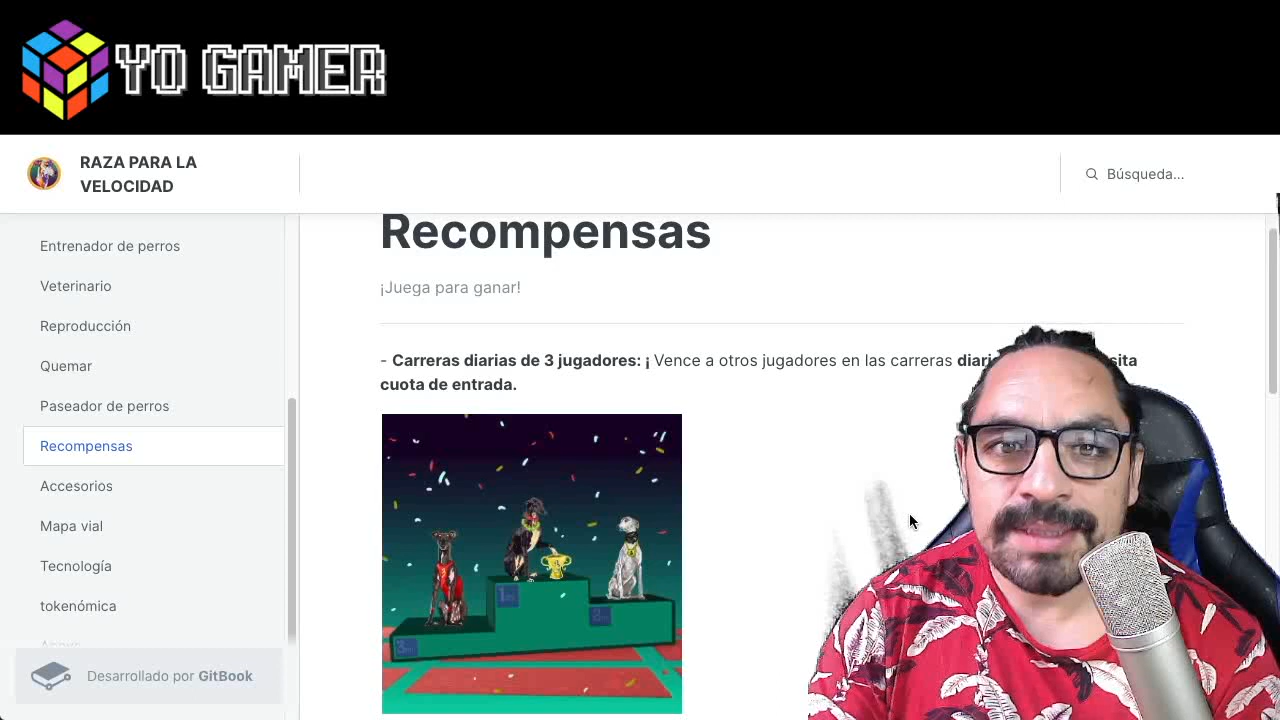 YO GAMER
RAZA PARA LA
VELOCIDAD
Búsqueda...
Entrenador de perros
Veterinario
Reproducción
Quemar
Paseador de perros
Recompensas
Accesorios
Mapa vial
Tecnología
tokenómica
Desarrollado por GitBook
Recompensas
¡Juega para ganar!
- Carreras diarias de 3 jugadores: ¡ Vence a otros jugadores en las carreras
cuota de entrada.